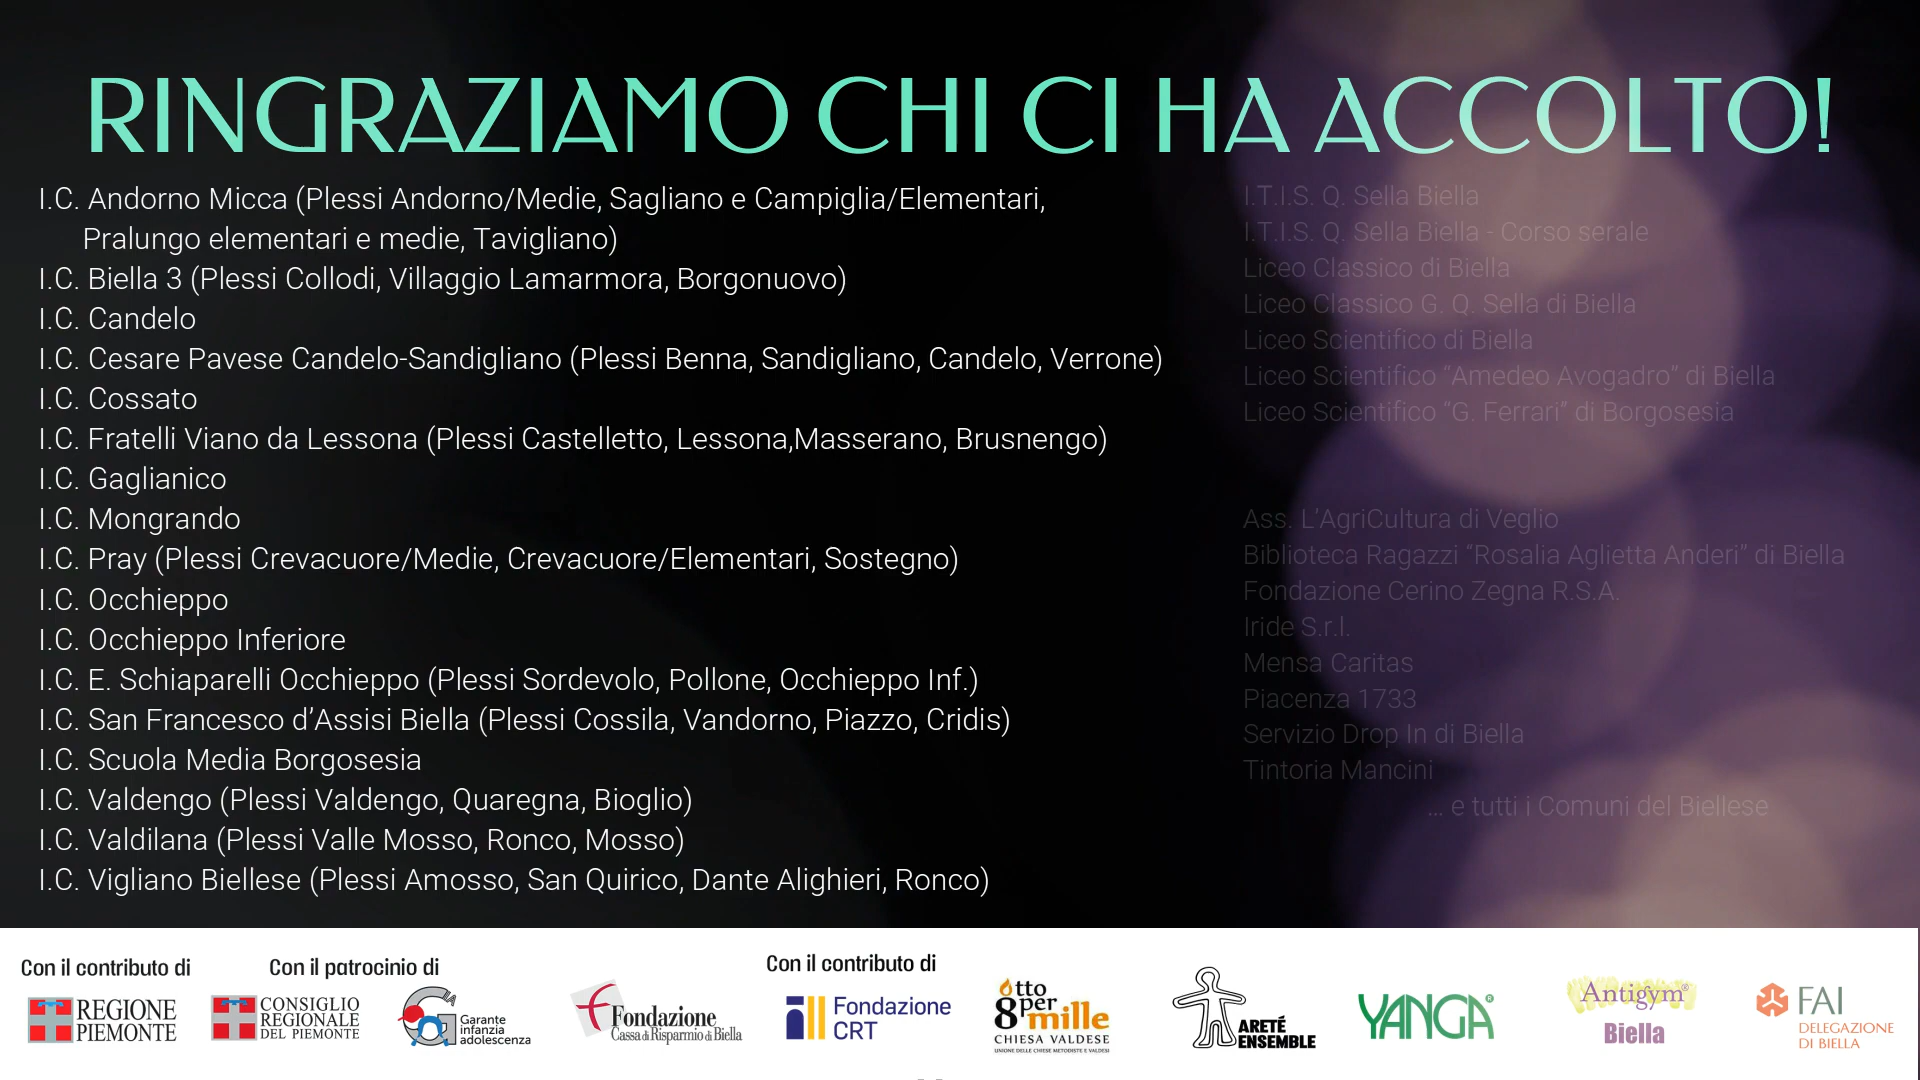 RINGRAZIAMO CHI CI HA ACCOLTO!
I.C. Andorno Micca (Plessi Andorno/Medie, Sagliano e Campiglia/Elementari,
Pralungo elementari e medie, Tavigliano)
I.C. Biella 3 (Plessi Collodi, Villaggio Lamarmora, Borgonuovo)
I.C. Candelo
I.C. Cesare Pavese Candelo-Sandigliano (Plessi Benna, Sandigliano, Candelo, Verrone)
I.C. Cossato
I.C. Fratelli Viano da Lessona (Plessi Castelletto, Lessona,Masserano, Brusnengo)
I.C. Gaglianico
I.C. Mongrando
I.C. Pray (Plessi Crevacuore/Medie, Crevacuore/Elementari, Sostegno)
I.C. Occhieppo
I.C. Occhieppo Inferiore
I.C. E. Schiaparelli Occhieppo (Plessi Sordevolo, Pollone, Occhieppo Inf.)
I.C. San Francesco d’Assisi Biella (Plessi Cossila, Vandorno, Piazzo, Cridis)
I.C. Scuola Media Borgosesia
I.C. Valdengo (Plessi Valdengo, Quaregna, Bioglio)
I.C. Valdilana (Plessi Valle Mosso, Ronco, Mosso)
I.C. Vigliano Biellese (Plessi Amosso, San Quirico, Dante Alighieri, Ronco)
I.T.I.S. Q. Sella Biella
I.T.I.S. Q. Sella Biella - Corso serale
Liceo Classico di Biella
Liceo Classico G. Q. Sella di Biella
Liceo Scientifico di Biella
Liceo Scientifico “Amedeo Avogadro” di Biella
Liceo Scientifico “G. Ferrari” di Borgosesia
Ass. L’AgriCultura di Veglio
Biblioteca Ragazzi “Rosalia Aglietta Anderi” di Biella
Fondazione Cerino Zegna R.S.A.
Iride S.r.l.
Mensa Caritas
Piacenza 1733
Servizio Drop In di Biella
Tintoria Mancini
... e tutti i Comuni del Biellese
Con il contributo di
REGIONE
PIEMONTE
Con il patrocinio di
CONSIGLIO
REGIONALE
DEL PIEMONTE
Garante
infanzia
adolescenza
Fondazione
Cassa di Risparmio di Biella
Con il contributo di
Fondazione
CRT
otto
per
8 mille
CHIESA VALDESE
UNIONE DELLE CHIESE METODISTE E VALDESI
ARETÉ
ENSEMBLE
YANGA®
Antigym®
Biella
FAI
DELEGAZIONE
DI BIELLA